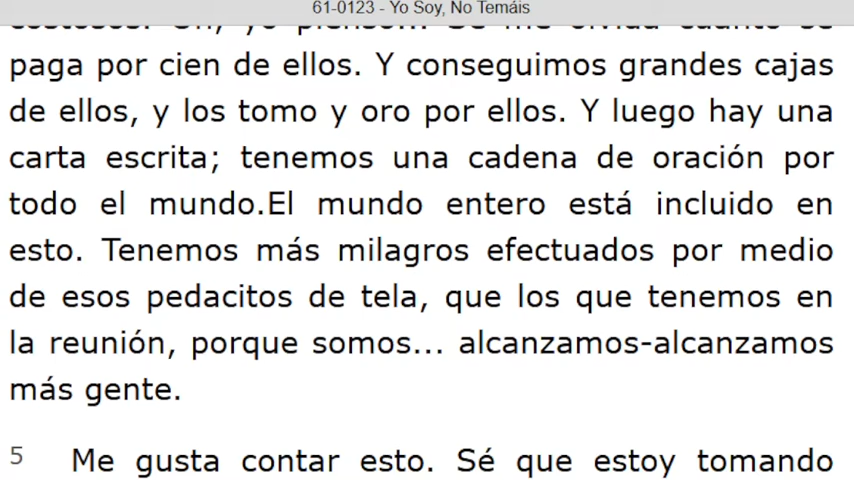 61-0123 - Yo Soy, No Temáis
paga por cien de ellos. Y conseguimos grandes cajas
de ellos, y los tomo y oro por ellos. Y luego hay una
carta escrita; tenemos una cadena de oración por
todo el mundo.El mundo entero está incluido en
esto. Tenemos más milagros efectuados por medio
de esos pedacitos de tela, que los que tenemos en
la reunión, porque somos... alcanzamos-alcanzamos
más gente.
5 Me gusta contar esto. Sé que estoy tomando